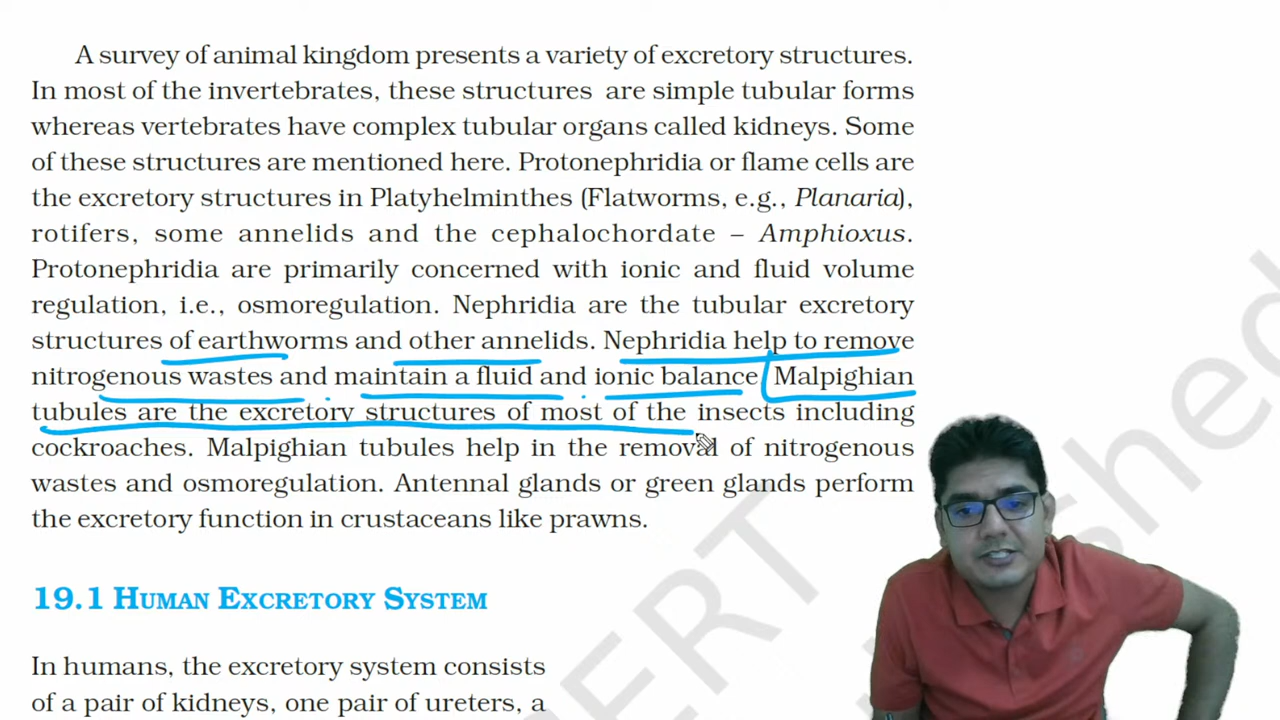 A survey of animal kingdom presents a variety of excretory structures.
In most of the invertebrates, these structures are simple tubular forms
whereas vertebrates have complex tubular organs called kidneys. Some
of these structures are mentioned here. Protonephridia or flame cells are
the excretory structures in Platyhelminthes (Flatworms, e.g., Planaria),
rotifers, some annelids and the cephalochordate – Amphioxus.
Protonephridia are primarily concerned with ionic and fluid volume
regulation, i.e., osmoregulation. Nephridia are the tubular excretory
structures of earthworms and other annelids. Nephridia help to remove
nitrogenous wastes and maintain a fluid and ionic balance Malpighian
tubules are the excretory structures of most of the insects including
cockroaches. Malpighian tubules help in the removal of nitrogenous
wastes and osmoregulation. Antennal glands or green glands perform
the excretory function in crustaceans like prawns.
19.1 HUMAN EXCRETORY SYSTEM
In humans, the excretory system consists
of a pair of kidneys, one pair of ureters, a